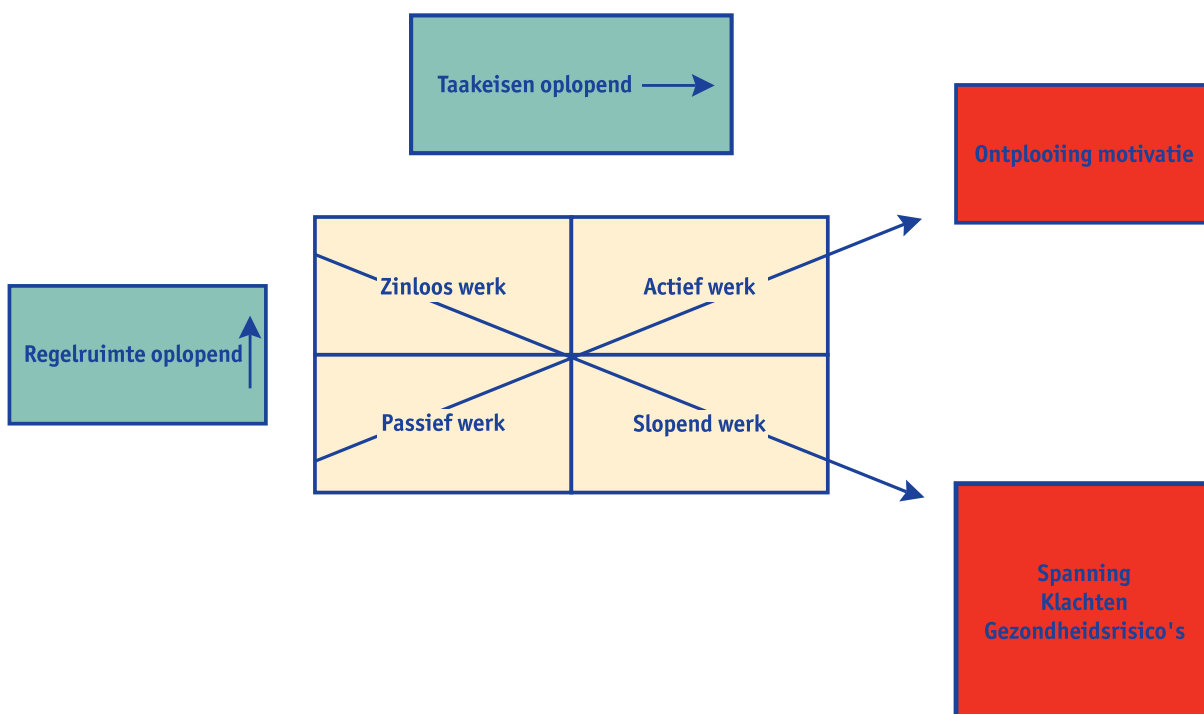 Taakeisen oplopend
Ontplooiing motivatie
Zinloos werk
Actief werk
Regelruimte oplopend
Passief werk
Slopend werk
Spanning
Klachten
Gezondheidsrisico's